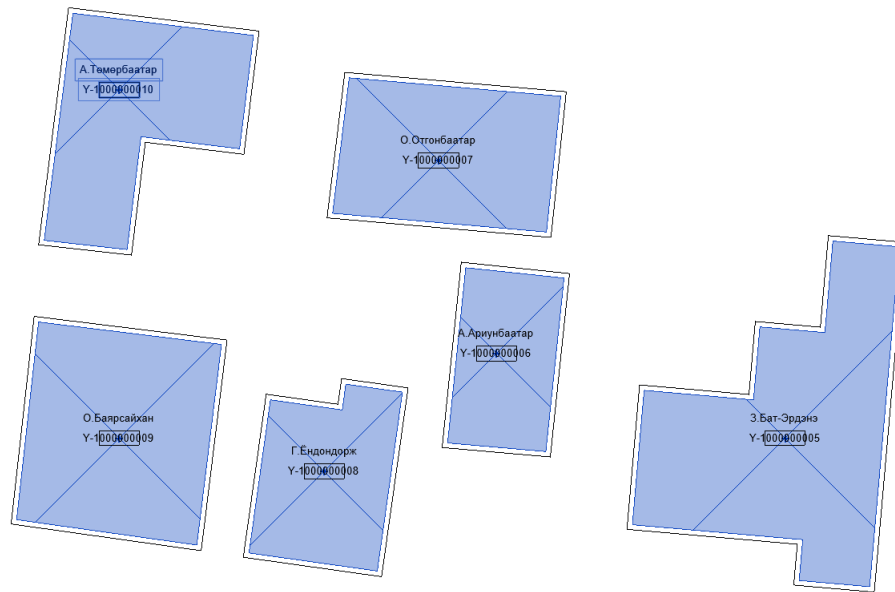 А.Төмөрбаатар
Y-1000000010
О.Отгонбаатар
Y-1000000007
А.Ариунбаатар
Y-1000000006
О.Баярсайхан
Y-1000000009
Г.Ёндондорж
Y-1000000008
З.Бат-Эрдэнэ
Y-1000000005